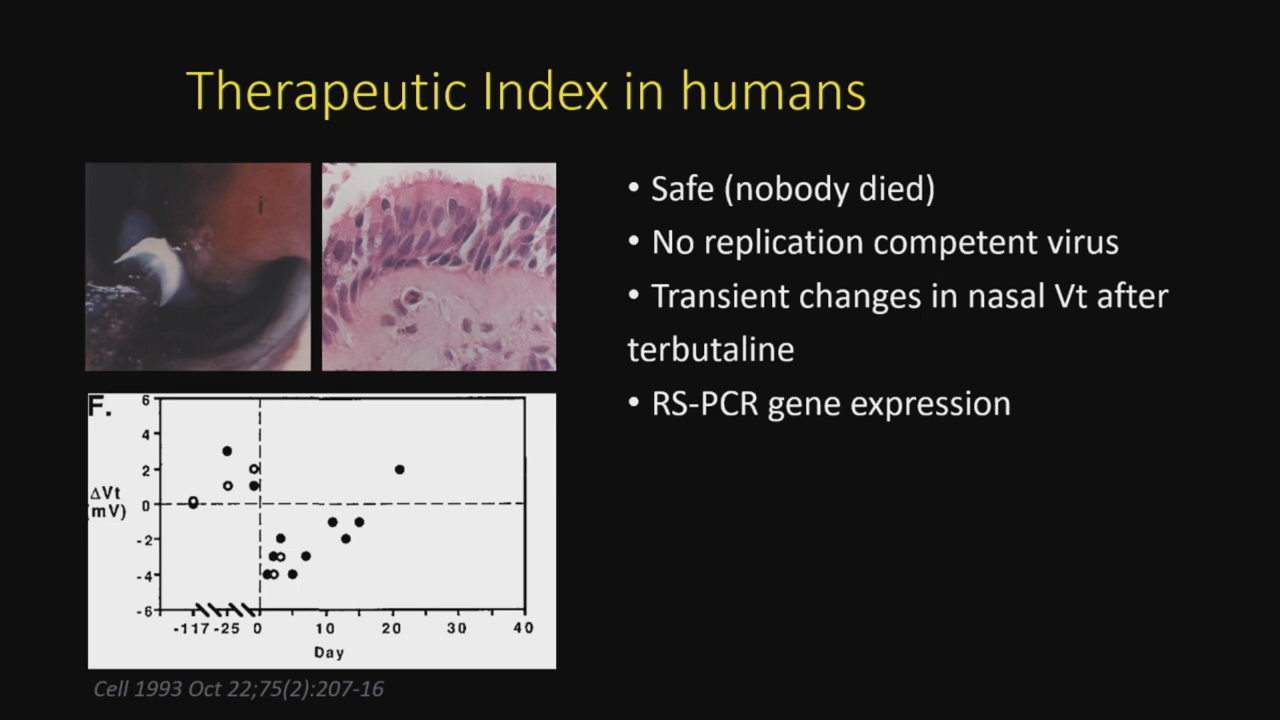 Therapeutic Index in humans
i
• Safe (nobody died)
• No replication competent virus
• Transient changes in nasal Vt after
terbutaline
• RS-PCR gene expression
F.
6
4
2
0
-2
-4
-6
ΔVt
(mV)
-117 -25 0 10 20 30 40
Day
Cell 1993 Oct 22;75(2):207-16